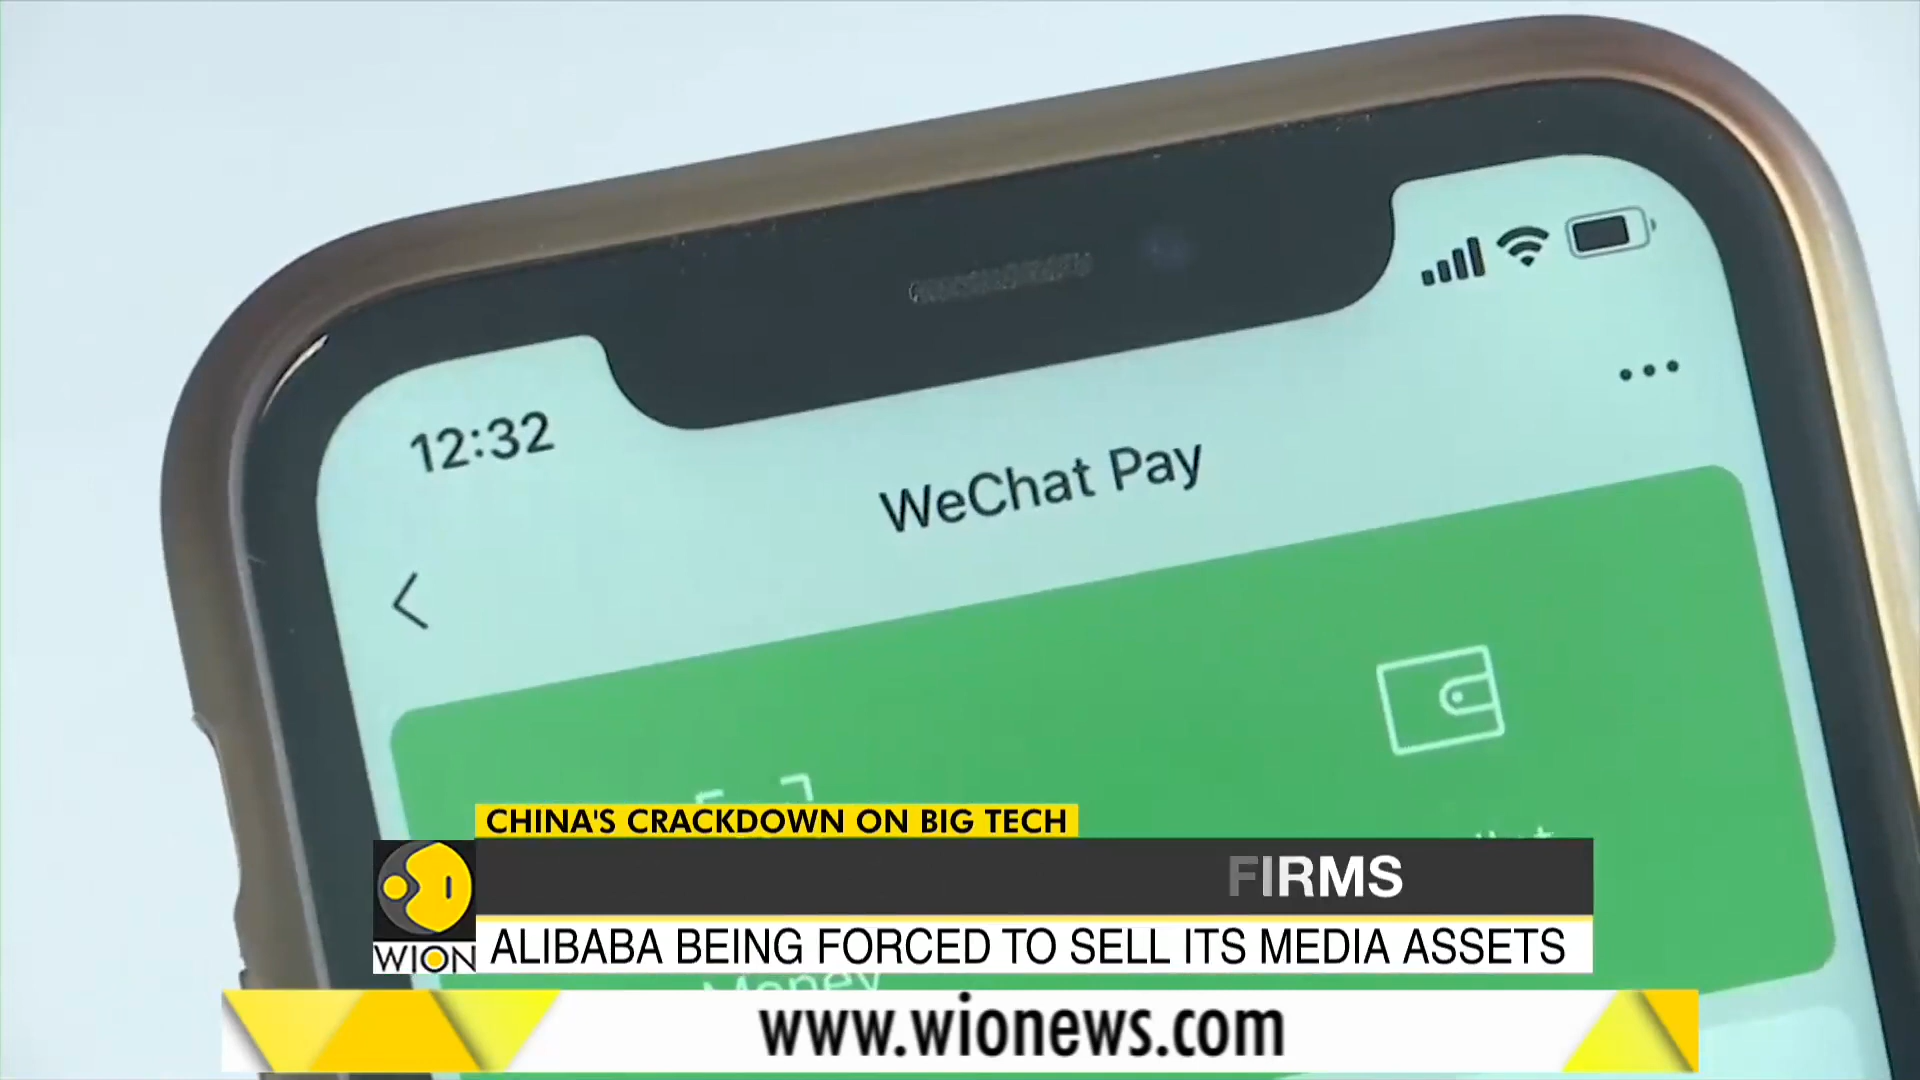 12:32
WeChat Pay
CHINA'S CRACKDOWN ON BIG TECH
FIRMS
WION
ALIBABA BEING FORCED TO SELL ITS MEDIA ASSETS
Money
www.wionews.com